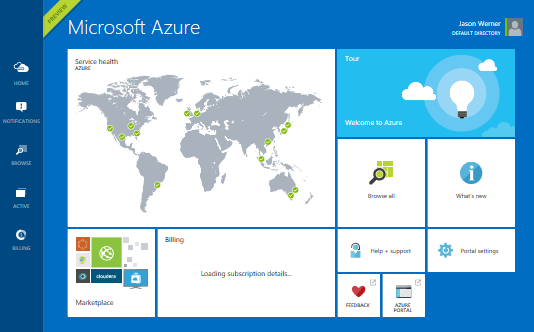 PREVIEW
Microsoft Azure
Jason Werner
DEFAULT DIRECTORY
HOME
NOTIFICATIONS
BROWSE
ACTIVE
BILLING
Service health
AZURE
Tour
Welcome to Azure
Browse all
What's new
Marketplace
cloudera
Billing
Loading subscription details...
Help + support
Portal settings
FEEDBACK
AZURE
PORTAL